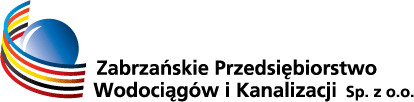 Zabrzańskie Przedsiębiorstwo
Wodociągów i Kanalizacji Sp. z o.o.